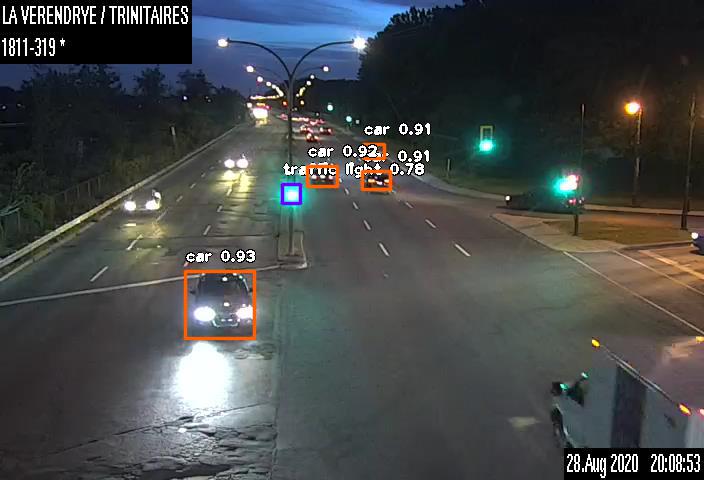 LA VERENDRYE / TRINITAIRES
1811-319 *
car 0.91
car 0.92
car 0.91
traffic light 0.78
car 0.93
28.Aug 2020 20:08:53